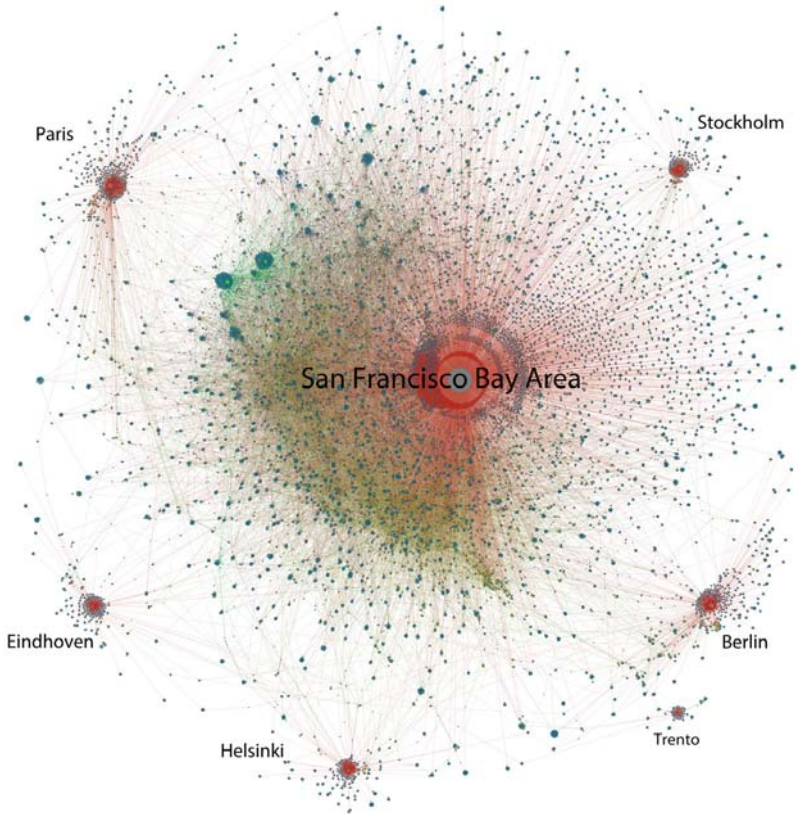 Stockholm
Paris
San Francisco Bay Area
Eindhoven
Berlin
Trento
Helsinki